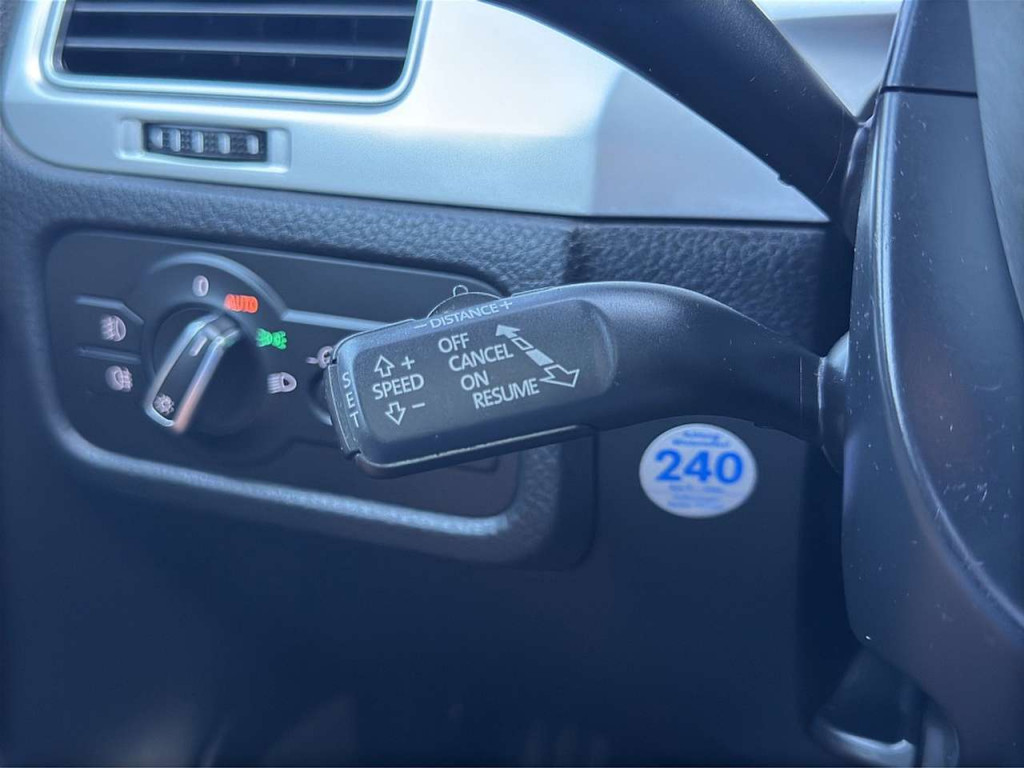 AUTO
− DISTANCE +
OFF
CANCEL
ON
RESUME
+
SPEED
−
SET
240